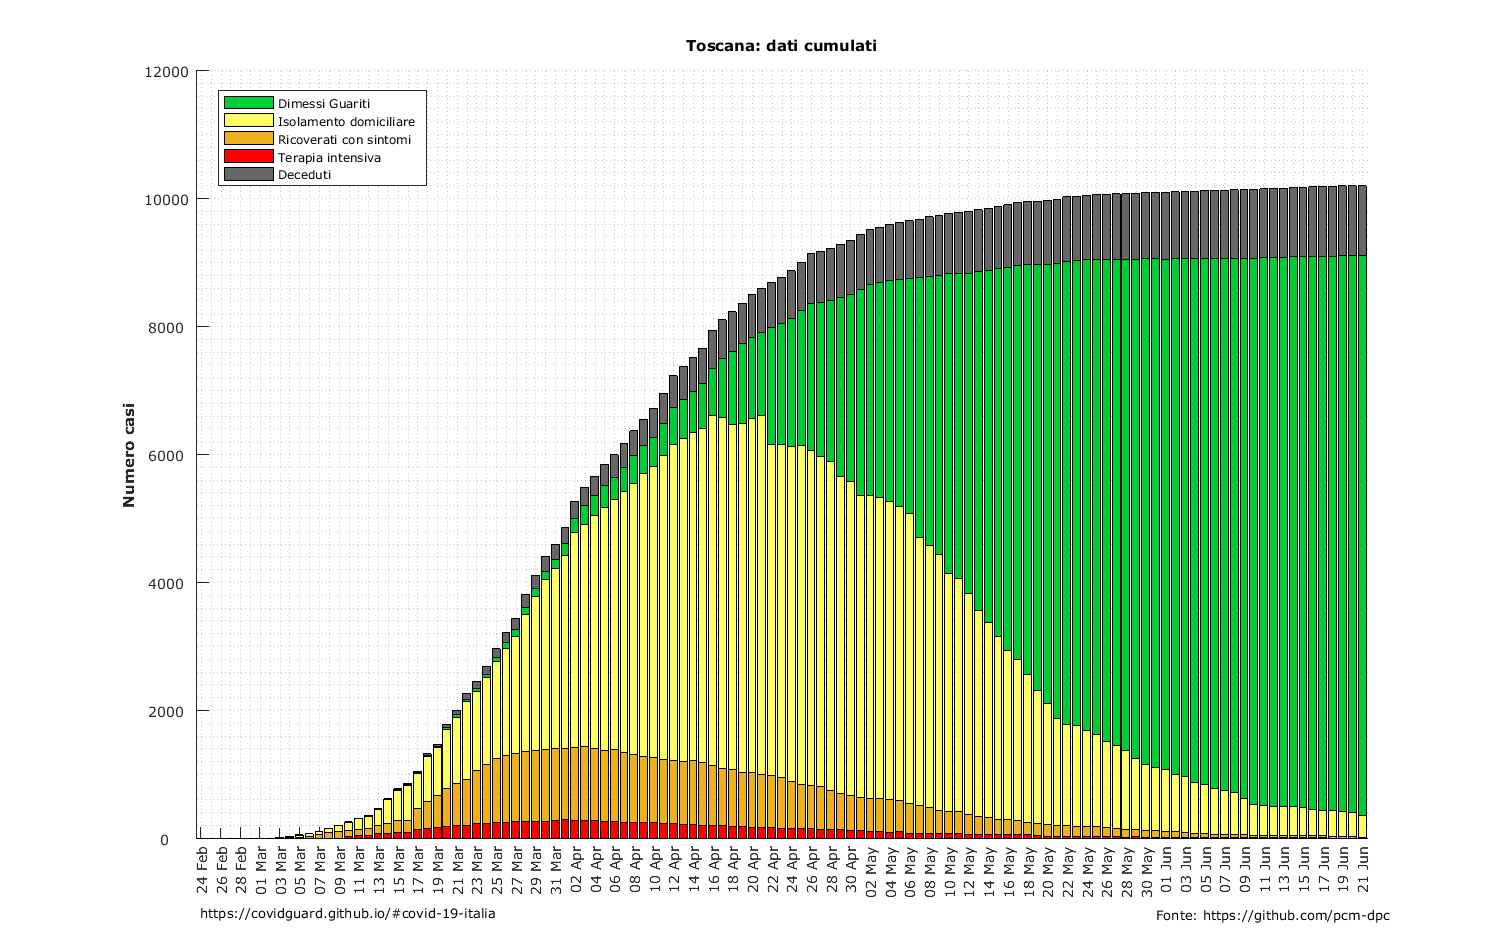 Toscana: dati cumulati
12000
10000
8000
6000
4000
2000
0
Numero casi
Dimessi Guariti
Isolamento domiciliare
Ricoverati con sintomi
Terapia intensiva
Deceduti
24 Feb
26 Feb
28 Feb
01 Mar
03 Mar
05 Mar
07 Mar
09 Mar
11 Mar
13 Mar
15 Mar
17 Mar
19 Mar
21 Mar
23 Mar
25 Mar
27 Mar
29 Mar
31 Mar
02 Apr
04 Apr
06 Apr
08 Apr
10 Apr
12 Apr
14 Apr
16 Apr
18 Apr
20 Apr
22 Apr
24 Apr
26 Apr
28 Apr
30 Apr
02 May
04 May
06 May
08 May
10 May
12 May
14 May
16 May
18 May
20 May
22 May
24 May
26 May
28 May
30 May
01 Jun
03 Jun
05 Jun
07 Jun
09 Jun
11 Jun
13 Jun
15 Jun
17 Jun
19 Jun
21 Jun
https://covidguard.github.io/#covid-19-italia
Fonte: https://github.com/pcm-dpc